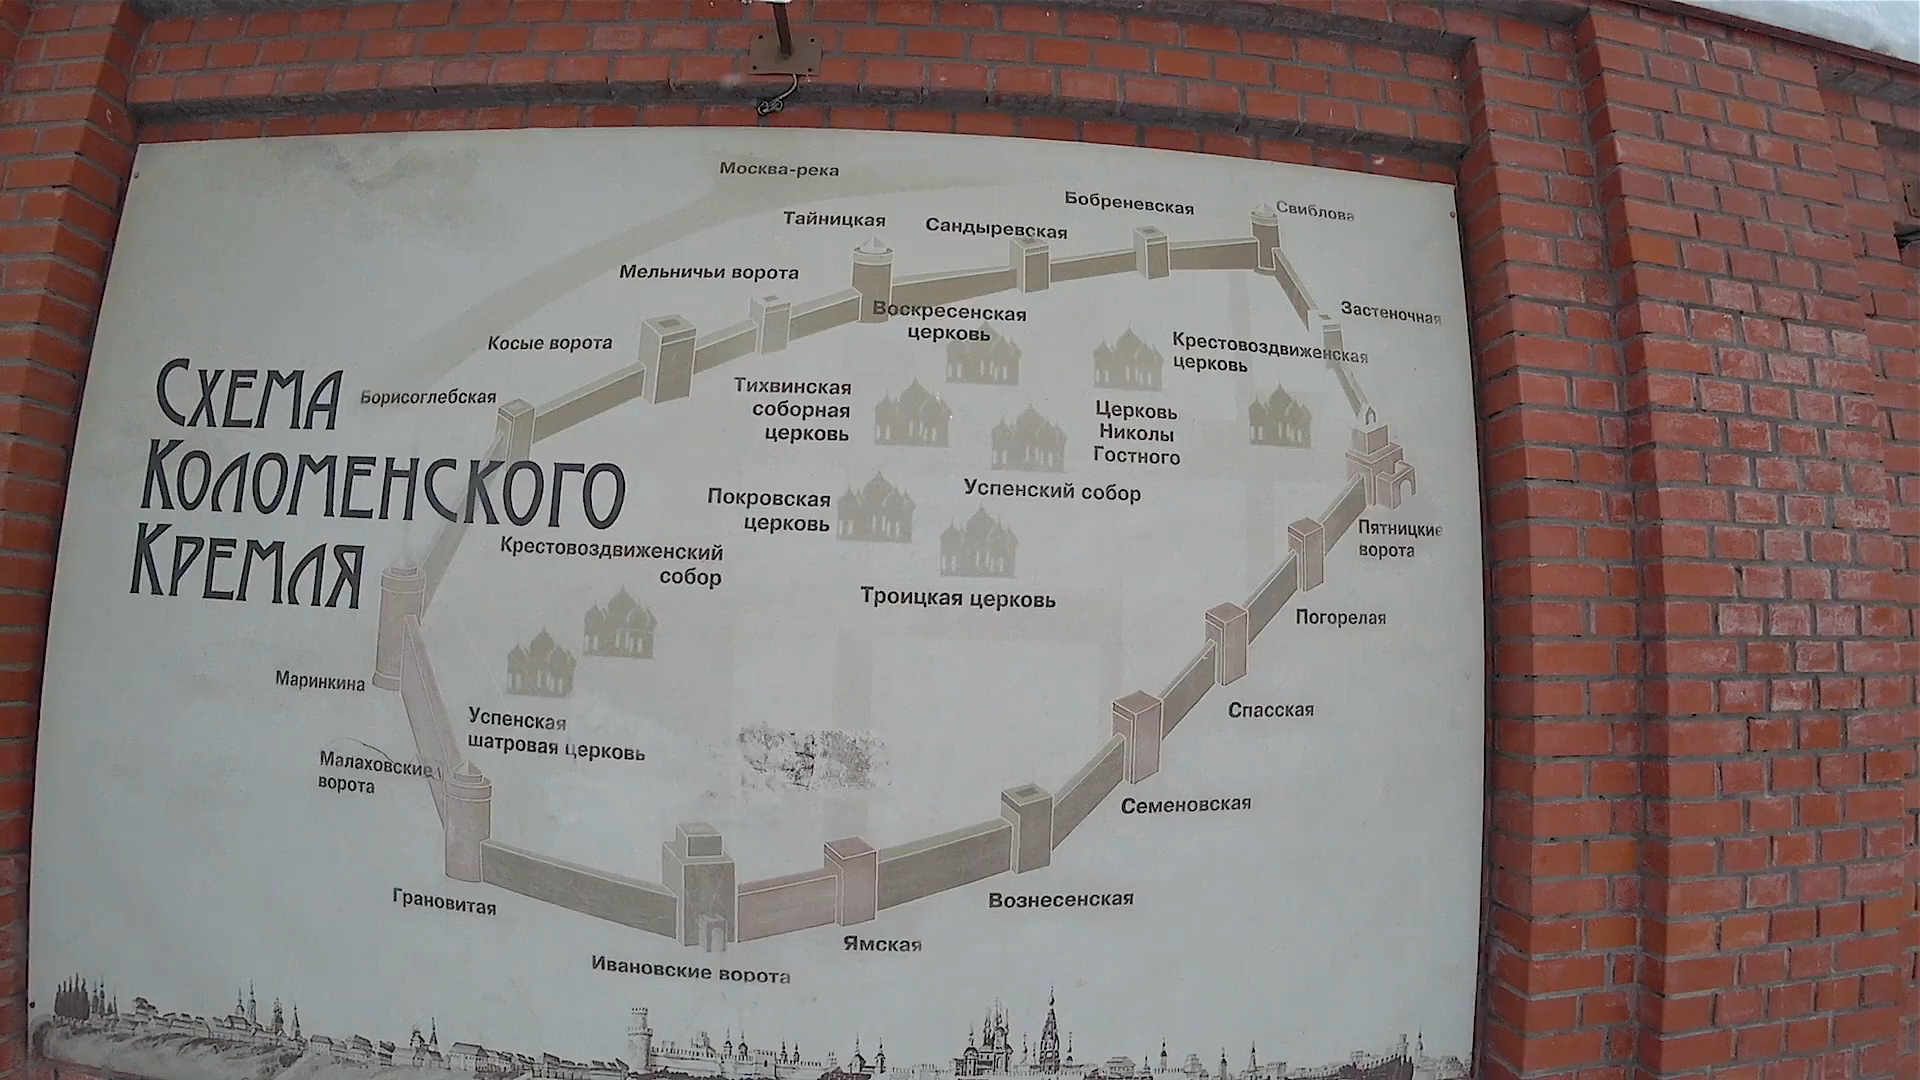 Москва-река
Бобреневская
Свиблова
Тайницкая
Сандыревская
Мельничьи ворота
Воскресенская
церковь
Застеночная
Косые ворота
Крестовоздвиженская
церковь
Борисоглебская
Тихвинская
соборная
церковь
Церковь
Николы
Гостного
Схема
Коломенского
Кремля
Успенский собор
Покровская
церковь
Пятницкие
ворота
Крестовоздвиженский
собор
Троицкая церковь
Погорелая
Маринкина
Спасская
Успенская
шатровая церковь
Малаховские
ворота
Семеновская
Грановитая
Вознесенская
Ямская
Ивановские ворота